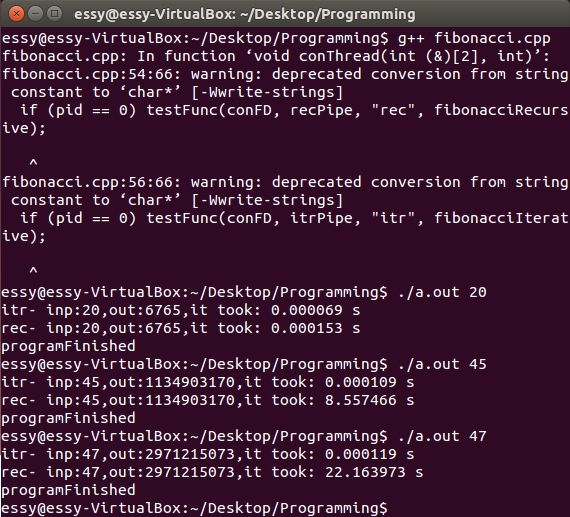 essy@essy-VirtualBox: ~/Desktop/Programming
essy@essy-VirtualBox:~/Desktop/Programming$ g++ fibonacci.cpp
fibonacci.cpp: In function ‘void conThread(int (&)[2], int)’:
fibonacci.cpp:54:66: warning: deprecated conversion from string
 constant to ‘char*’ [-Wwrite-strings]
  if (pid == 0) testFunc(conFD, recPipe, "rec", fibonacciRecurs
ive);
^
fibonacci.cpp:56:66: warning: deprecated conversion from string
 constant to ‘char*’ [-Wwrite-strings]
  if (pid == 0) testFunc(conFD, itrPipe, "itr", fibonacciIterat
ive);
^
essy@essy-VirtualBox:~/Desktop/Programming$ ./a.out 20
itr- inp:20,out:6765,it took: 0.000069 s
rec- inp:20,out:6765,it took: 0.000153 s
programFinished
essy@essy-VirtualBox:~/Desktop/Programming$ ./a.out 45
itr- inp:45,out:1134903170,it took: 0.000109 s
rec- inp:45,out:1134903170,it took: 8.557466 s
programFinished
essy@essy-VirtualBox:~/Desktop/Programming$ ./a.out 47
itr- inp:47,out:2971215073,it took: 0.000119 s
rec- inp:47,out:2971215073,it took: 22.163973 s
programFinished
essy@essy-VirtualBox:~/Desktop/Programming$